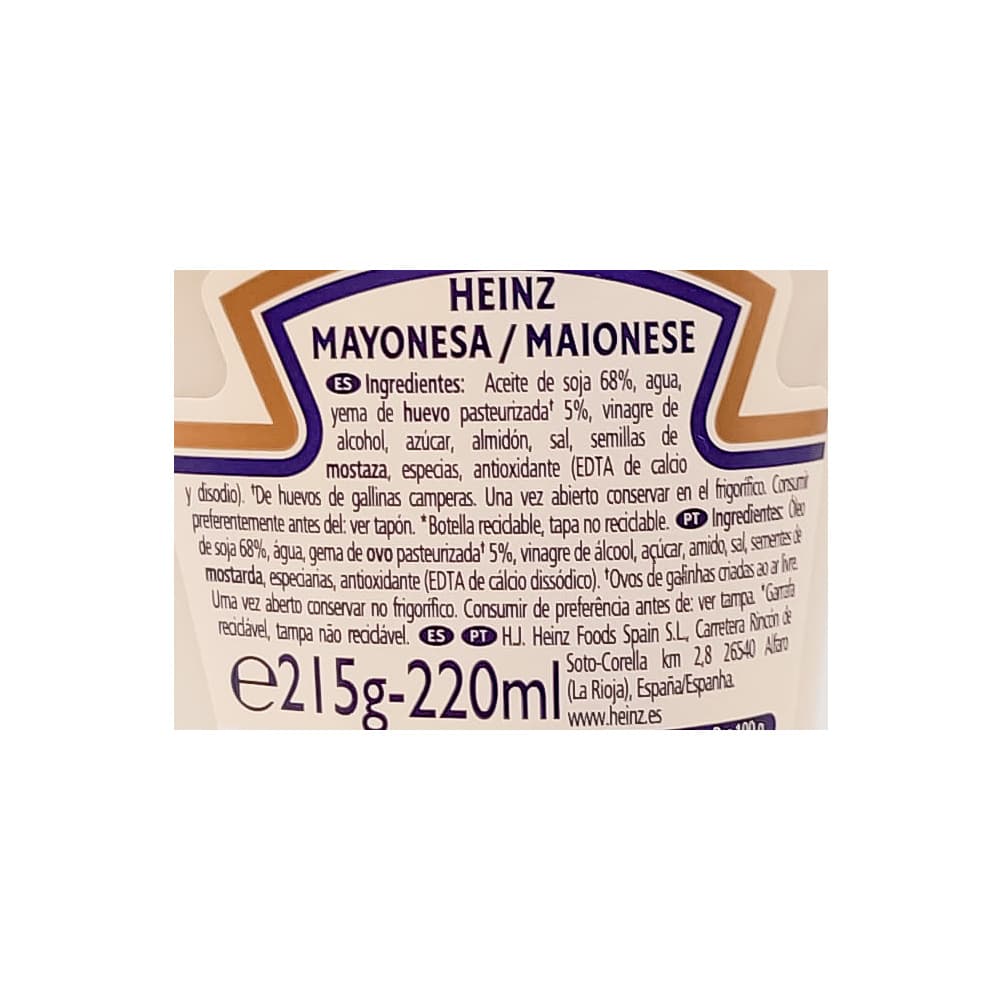 HEINZ
MAYONESA / MAIONESE
ES Ingredientes: Aceite de soja 68%, agua,
yema de huevo pasteurizada† 5%, vinagre de
alcohol, azúcar, almidón, sal, semillas de
mostaza, especias, antioxidante (EDTA de calcio
y disodio). †De huevos de gallinas camperas. Una vez abierto conservar en el frigorífico. Consumir
preferentemente antes del: ver tapón. *Botella reciclable, tapa no reciclable. PT Ingredientes: Óleo
de soja 68%, água, gema de ovo pasteurizada† 5%, vinagre de álcool, açúcar, amido, sal, sementes de
mostarda, especiarias, antioxidante (EDTA de cálcio dissódico). †Ovos de galinhas criadas ao ar livre.
Uma vez aberto conservar no frigorífico. Consumir de preferência antes de: ver tampa. *Garrafa
reciclável, tampa não reciclável. ES PT H.J. Heinz Foods Spain S.L., Carretera Rincón de
Soto-Corella km 2,8 26540 Alfaro
(La Rioja), España/Espanha.
www.heinz.es
℮215g-220ml
100 g